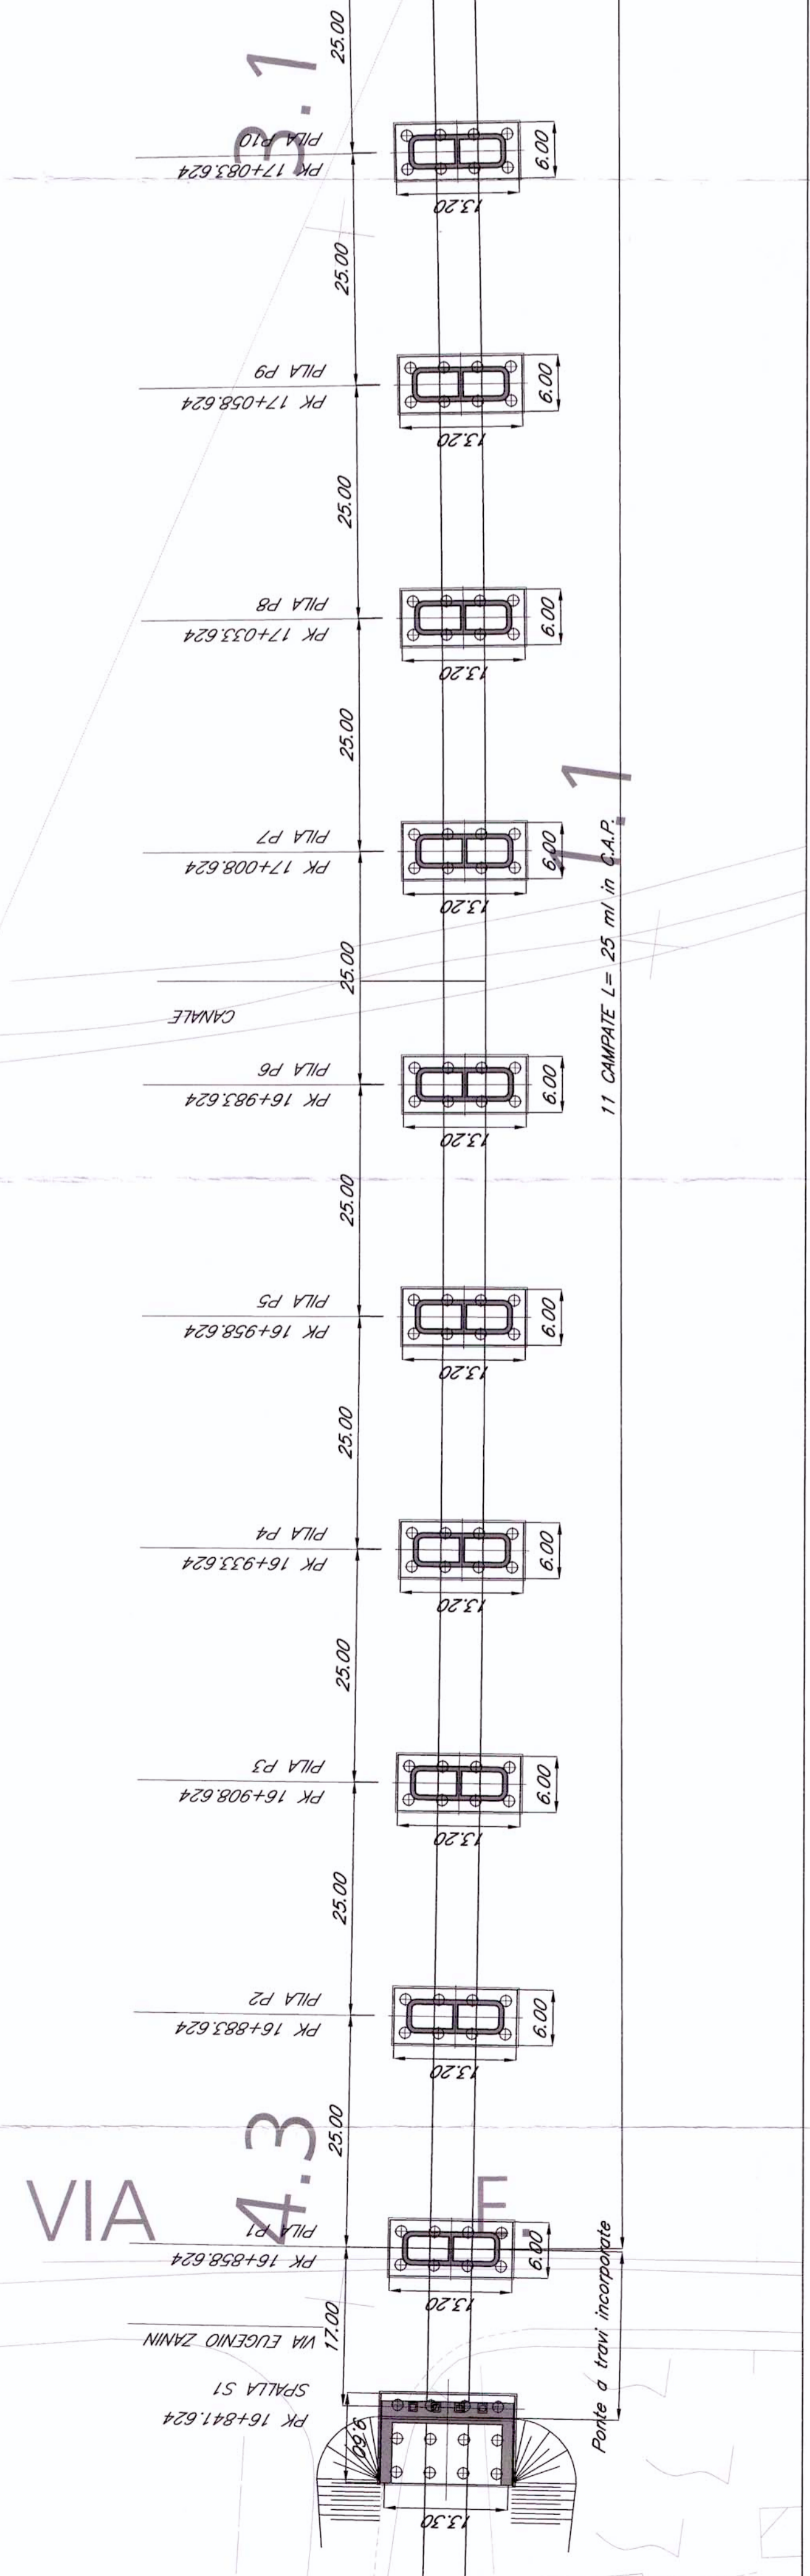 25.00
3.1
PILA P10
PK 17+083.624
13.20
6.00
25.00
PILA P9
PK 17+058.624
13.20
6.00
25.00
PILA P8
PK 17+033.624
13.20
6.00
25.00
1.1
PILA P7
PK 17+008.624
13.20
6.00
25.00
CANALE
11 CAMPATE L= 25 ml in C.A.P.
PILA P6
PK 16+983.624
13.20
6.00
25.00
PILA P5
PK 16+958.624
13.20
6.00
25.00
PILA P4
PK 16+933.624
13.20
6.00
25.00
PILA P3
PK 16+908.624
13.20
6.00
25.00
PILA P2
PK 16+883.624
13.20
6.00
25.00
VIA
4.3
F.
PILA P1
PK 16+858.624
13.20
6.00
17.00
VIA EUGENIO ZANIN
Ponte a travi incorporate
SPALLA S1
PK 16+841.624
9.60
13.30